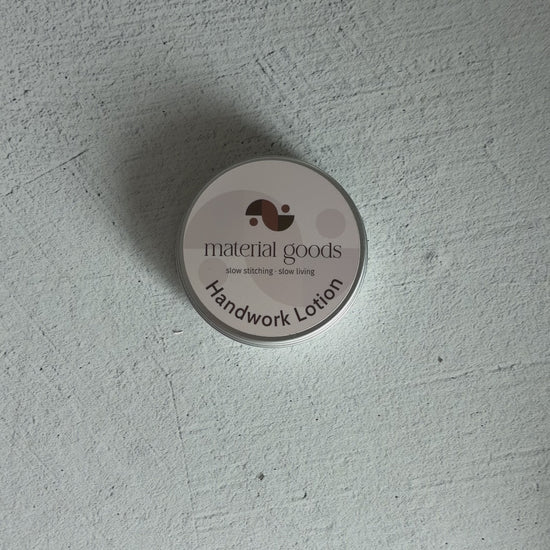 material goods
slow stitching · slow living
Handwork Lotion